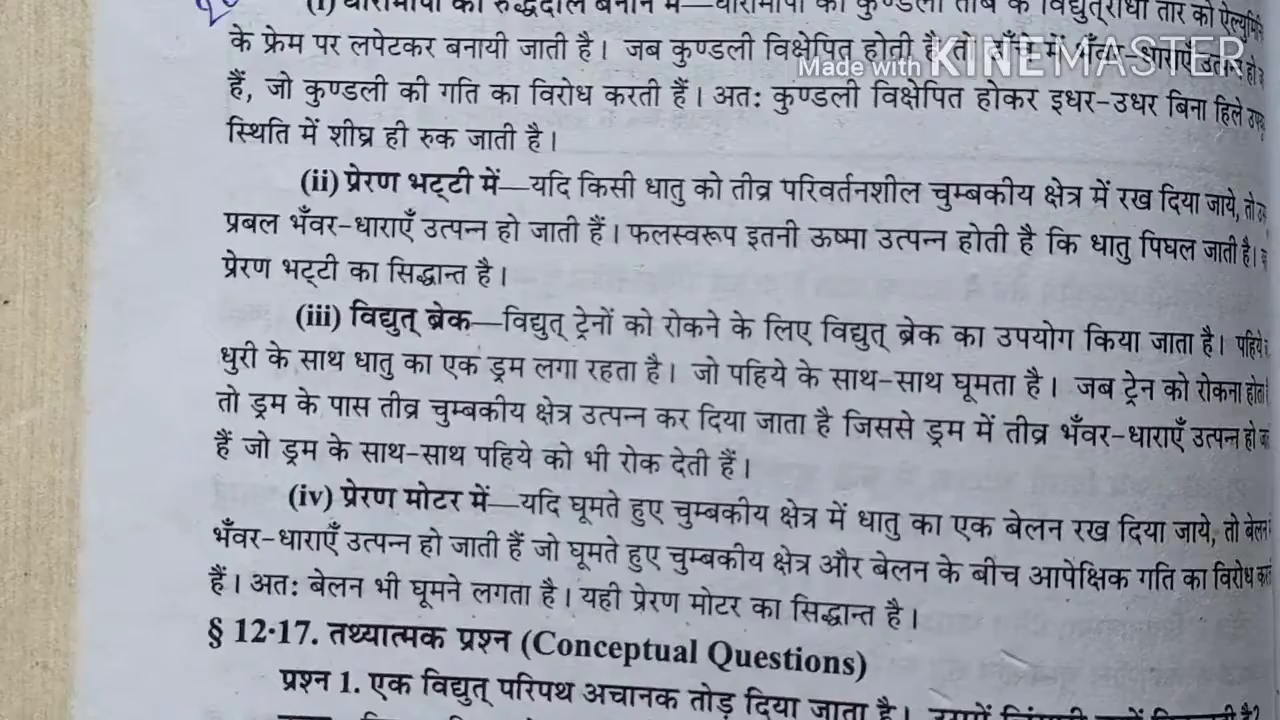 (i) धारामापी को रुद्धदोल बनाने में—धारामापी की कुण्डली ताँबे के विद्युत्रोधी तार को
के फ्रेम पर लपेटकर बनायी जाती है। जब कुण्डली विक्षेपित होती है तो ढाँचे में भँवर-धाराएँ उत्पन्न हो
Made with KINEMASTER
हैं, जो कुण्डली की गति का विरोध करती हैं। अतः कुण्डली विक्षेपित होकर इधर-उधर बिना हिले
स्थिति में शीघ्र ही रुक जाती है।
(ii) प्रेरण भट्टी में—यदि किसी धातु को तीव्र परिवर्तनशील चुम्बकीय क्षेत्र में रख दिया जाये, तो
प्रबल भँवर-धाराएँ उत्पन्न हो जाती हैं। फलस्वरूप इतनी ऊष्मा उत्पन्न होती है कि धातु पिघल जाती है।
प्रेरण भट्टी का सिद्धान्त है।
(iii) विद्युत् ब्रेक—विद्युत् ट्रेनों को रोकने के लिए विद्युत् ब्रेक का उपयोग किया जाता है। पहिये
धुरी के साथ धातु का एक ड्रम लगा रहता है। जो पहिये के साथ-साथ घूमता है। जब ट्रेन को रोकना होता
तो ड्रम के पास तीव्र चुम्बकीय क्षेत्र उत्पन्न कर दिया जाता है जिससे ड्रम में तीव्र भँवर-धाराएँ उत्पन्न हो
हैं जो ड्रम के साथ-साथ पहिये को भी रोक देती हैं।
(iv) प्रेरण मोटर में—यदि घूमते हुए चुम्बकीय क्षेत्र में धातु का एक बेलन रख दिया जाये, तो बेलन
भँवर-धाराएँ उत्पन्न हो जाती हैं जो घूमते हुए चुम्बकीय क्षेत्र और बेलन के बीच आपेक्षिक गति का विरोध
हैं। अतः बेलन भी घूमने लगता है। यही प्रेरण मोटर का सिद्धान्त है।
§ 12·17. तथ्यात्मक प्रश्न (Conceptual Questions)
प्रश्न 1. एक विद्युत् परिपथ अचानक तोड़ दिया जाता है।